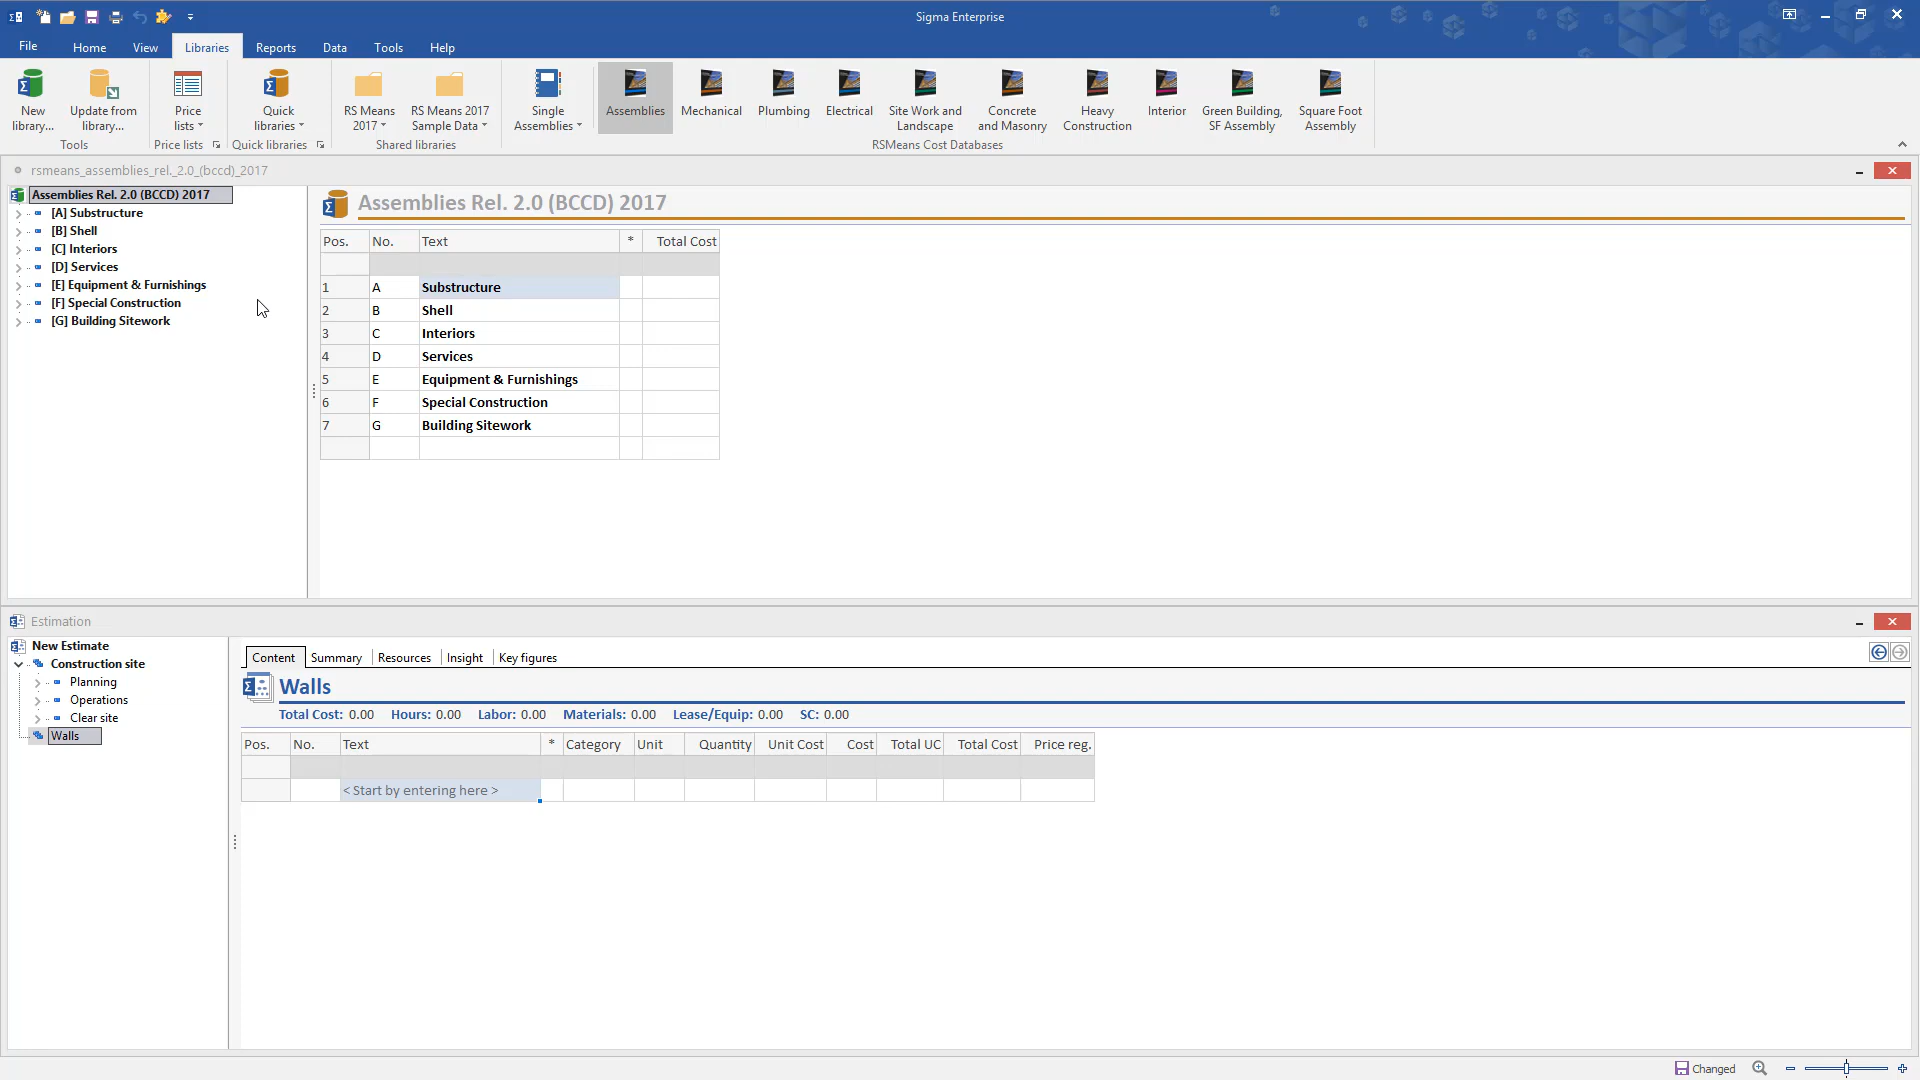 Sigma Enterprise
File Home View Libraries Reports Data Tools Help
New library... Update from library... Price lists Quick libraries RS Means 2017 RS Means 2017 Sample Data Single Assemblies Assemblies Mechanical Plumbing Electrical Site Work and Landscape Concrete and Masonry Heavy Construction Interior Green Building, SF Assembly Square Foot Assembly
Tools Price lists Quick libraries Shared libraries RSMeans Cost Databases
rsmeans_assemblies_rel._2.0_(bccd)_2017
Assemblies Rel. 2.0 (BCCD) 2017
[A] Substructure
[B] Shell
[C] Interiors
[D] Services
[E] Equipment & Furnishings
[F] Special Construction
[G] Building Sitework
Assemblies Rel. 2.0 (BCCD) 2017
Pos. No. Text * Total Cost
1 A Substructure
2 B Shell
3 C Interiors
4 D Services
5 E Equipment & Furnishings
6 F Special Construction
7 G Building Sitework
Estimation
New Estimate
Construction site
Planning
Operations
Clear site
Walls
Content Summary Resources Insight Key figures
Walls
Total Cost: 0.00 Hours: 0.00 Labor: 0.00 Materials: 0.00 Lease/Equip: 0.00 SC: 0.00
Pos. No. Text * Category Unit Quantity Unit Cost Cost Total UC Total Cost Price reg.
< Start by entering here >
Changed